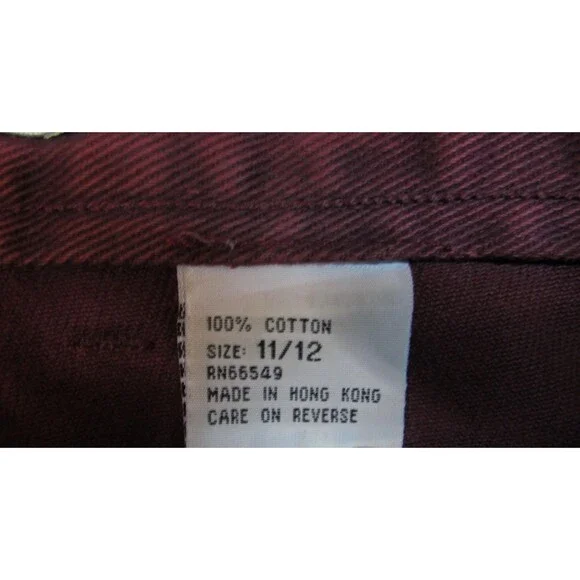 100% COTTON
SIZE: 11/12
RN66549
MADE IN HONG KONG
CARE ON REVERSE